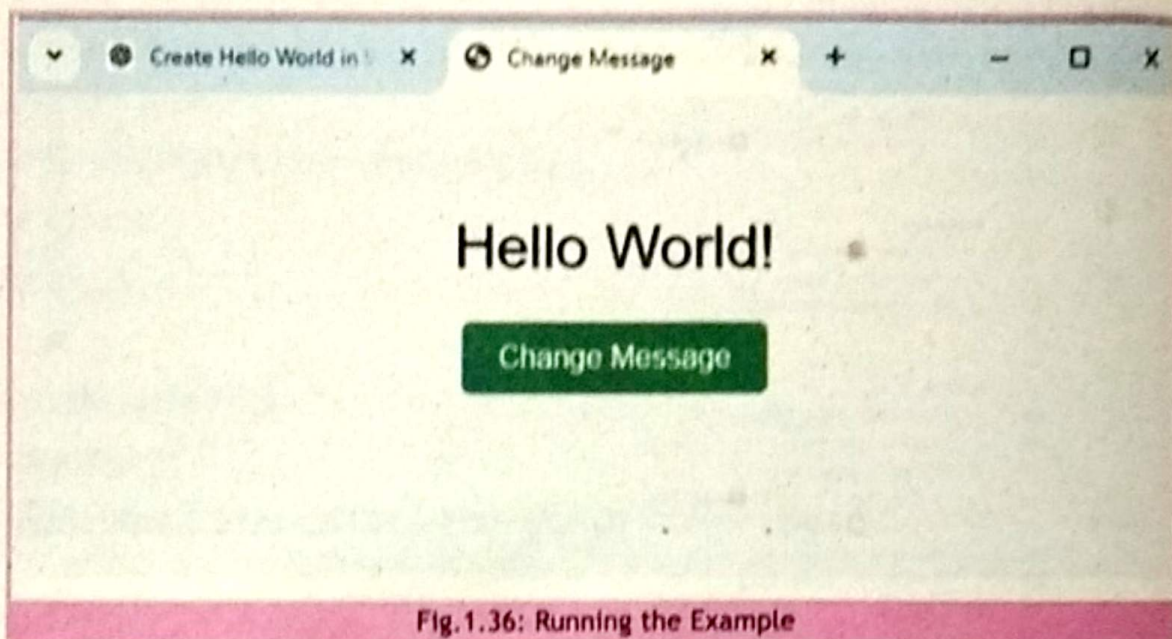 Create Hello World in
Change Message
Hello World!
Change Message
Fig.1.36: Running the Example